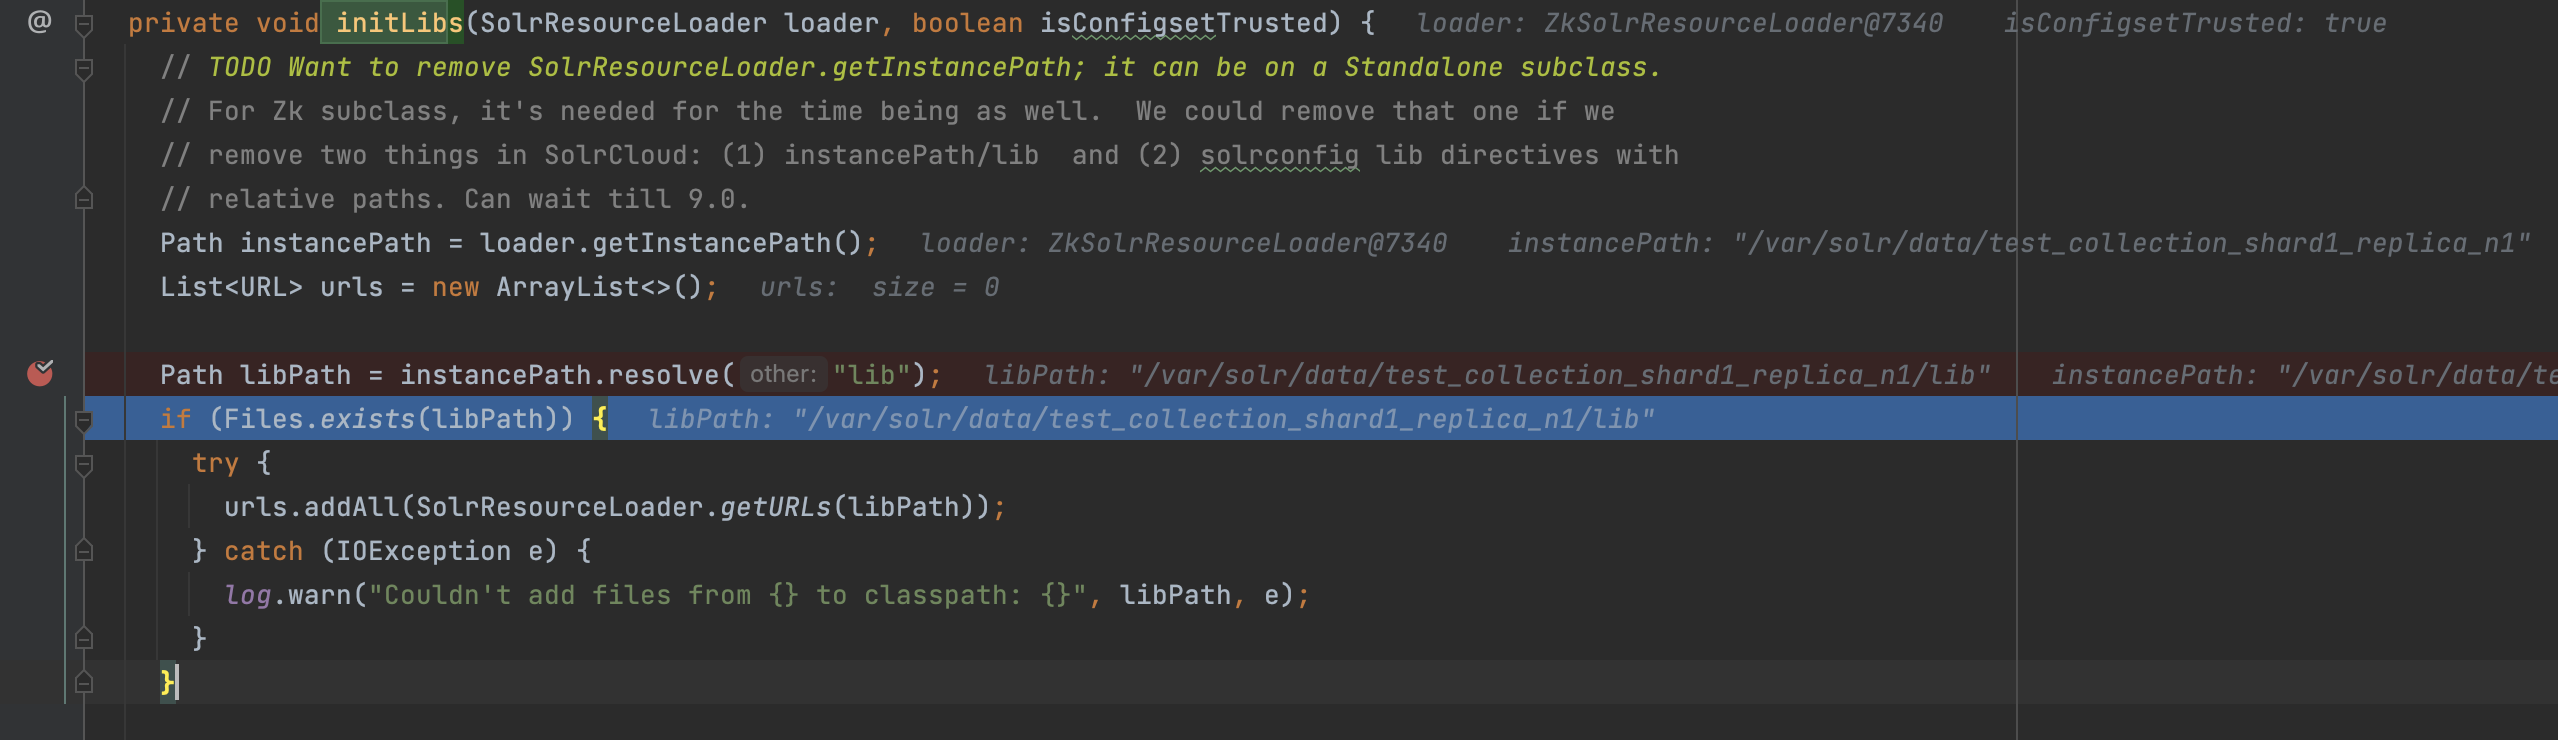 @ private void initLibs(SolrResourceLoader loader, boolean isConfigsetTrusted) { loader: ZkSolrResourceLoader@7340 isConfigsetTrusted: true
// TODO Want to remove SolrResourceLoader.getInstancePath; it can be on a Standalone subclass.
// For Zk subclass, it's needed for the time being as well.  We could remove that one if we
// remove two things in SolrCloud: (1) instancePath/lib  and (2) solrconfig lib directives with
// relative paths. Can wait till 9.0.
Path instancePath = loader.getInstancePath(); loader: ZkSolrResourceLoader@7340 instancePath: "/var/solr/data/test_collection_shard1_replica_n1"
List<URL> urls = new ArrayList<>(); urls:  size = 0
Path libPath = instancePath.resolve( other: "lib"); libPath: "/var/solr/data/test_collection_shard1_replica_n1/lib" instancePath: "/var/solr/data/te
if (Files.exists(libPath)) { libPath: "/var/solr/data/test_collection_shard1_replica_n1/lib"
try {
urls.addAll(SolrResourceLoader.getURLs(libPath));
} catch (IOException e) {
log.warn("Couldn't add files from {} to classpath: {}", libPath, e);
}
}